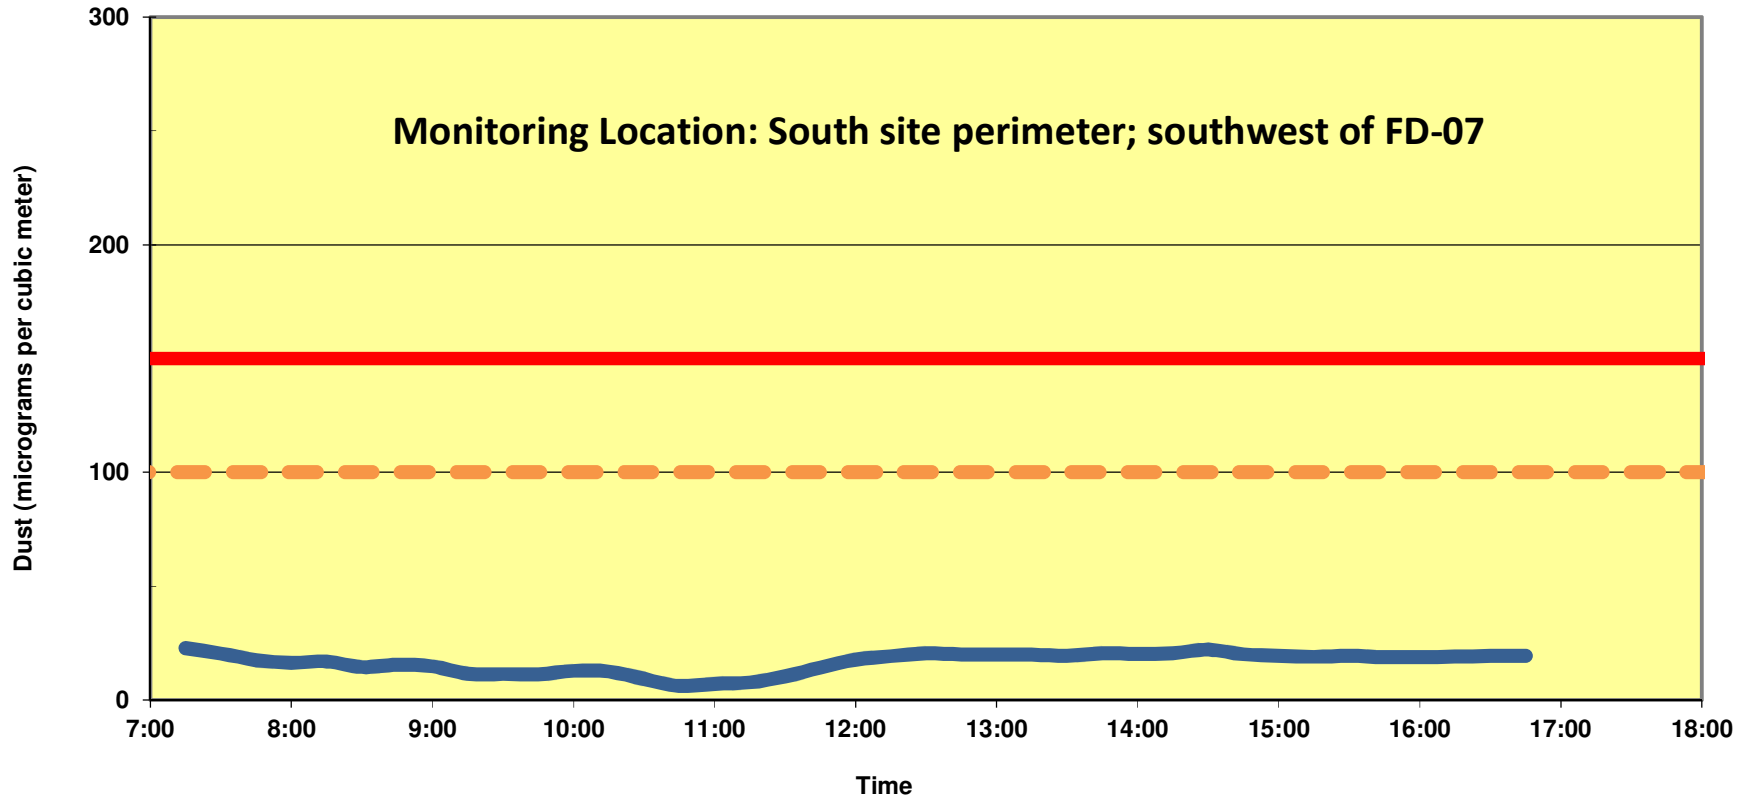 300
Monitoring Location: South site perimeter; southwest of FD-07
200
100
0
Dust (micrograms per cubic meter)
7:00 8:00 9:00 10:00 11:00 12:00 13:00 14:00 15:00 16:00 17:00 18:00
Time